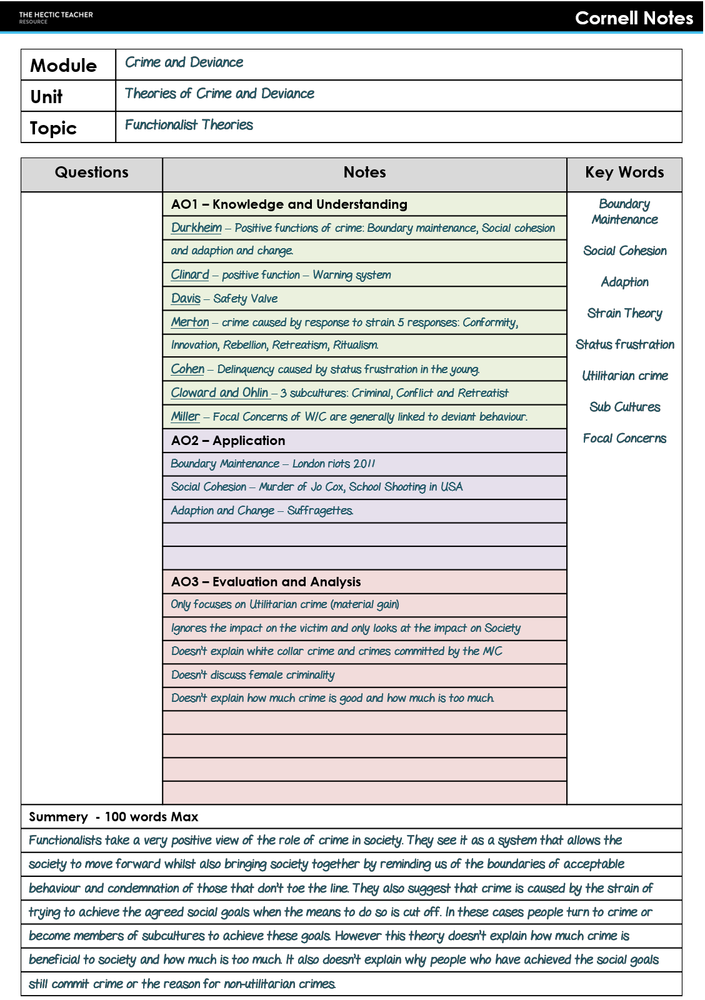 THE HECTIC TEACHER
RESOURCE
Cornell Notes
Module
Crime and Deviance
Unit
Theories of Crime and Deviance
Topic
Functionalist Theories
Questions
Notes
Key Words
AO1 – Knowledge and Understanding
Durkheim – Positive functions of crime: Boundary maintenance, Social cohesion
and adaption and change.
Clinard – positive function – Warning system
Davis – Safety Valve
Merton – crime caused by response to strain. 5 responses: Conformity,
Innovation, Rebellion, Retreatism, Ritualism.
Cohen – Delinquency caused by status frustration in the young.
Cloward and Ohlin – 3 subcultures: Criminal, Conflict and Retreatist
Miller – Focal Concerns of W/C are generally linked to deviant behaviour.
AO2 – Application
Boundary Maintenance – London riots 2011
Social Cohesion – Murder of Jo Cox, School Shooting in USA
Adaption and Change – Suffragettes.
AO3 – Evaluation and Analysis
Only focuses on Utilitarian crime (material gain)
Ignores the impact on the victim and only looks at the impact on Society
Doesn't explain white collar crime and crimes committed by the M/C
Doesn't discuss female criminality
Doesn't explain how much crime is good and how much is too much.
Boundary
Maintenance
Social Cohesion
Adaption
Strain Theory
Status frustration
Utilitarian crime
Sub Cultures
Focal Concerns
Summery - 100 words Max
Functionalists take a very positive view of the role of crime in society. They see it as a system that allows the
society to move forward whilst also bringing society together by reminding us of the boundaries of acceptable
behaviour and condemnation of those that don't toe the line. They also suggest that crime is caused by the strain of
trying to achieve the agreed social goals when the means to do so is cut off. In these cases people turn to crime or
become members of subcultures to achieve these goals. However this theory doesn't explain how much crime is
beneficial to society and how much is too much. It also doesn't explain why people who have achieved the social goals
still commit crime or the reason for non-utilitarian crimes.